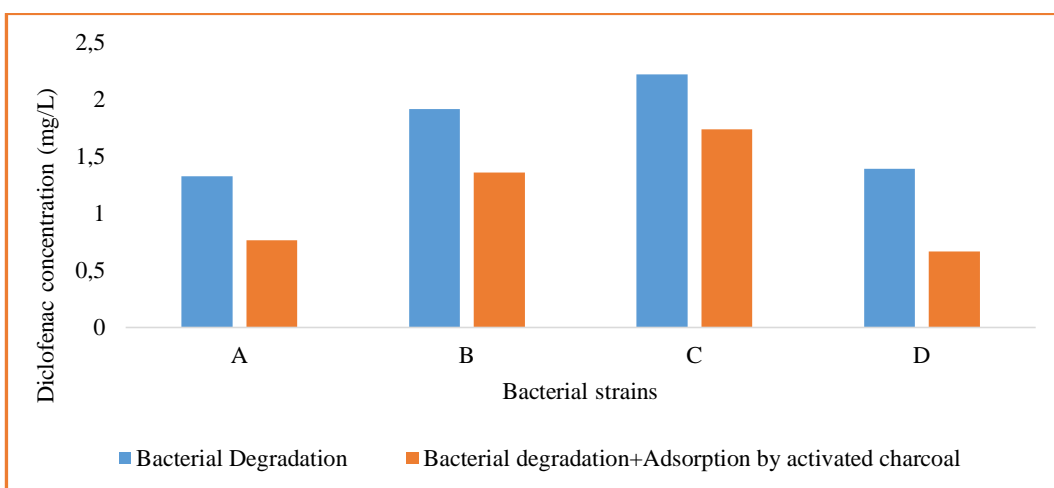 Diclofenac concentration (mg/L)
2,5
2
1,5
1
0,5
0
A B C D
Bacterial strains
Bacterial Degradation Bacterial degradation+Adsorption by activated charcoal